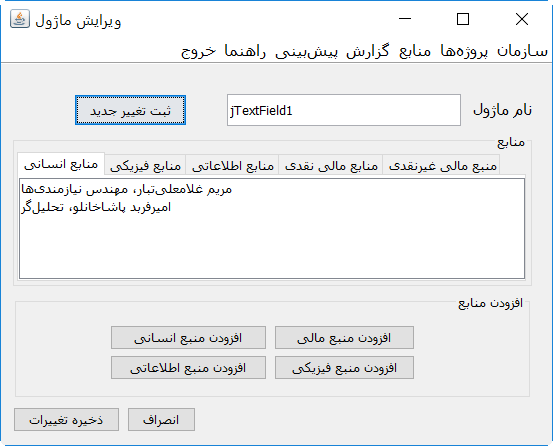 ویرایش ماژول
سازمان پروژه‌ها منابع گزارش پیش‌بینی راهنما خروج
نام ماژول jTextField1 ثبت تغییر جدید
منابع
منبع مالی غیرنقدی منابع مالی نقدی منابع اطلاعاتی منابع فیزیکی منابع انسانی
مریم غلامعلی‌تبار، مهندس نیازمندی‌ها
امیرفربد پاشاخانلو، تحلیل‌گر
افزودن منابع
افزودن منبع مالی افزودن منبع انسانی
افزودن منبع فیزیکی افزودن منبع اطلاعاتی
انصراف ذخیره تغییرات